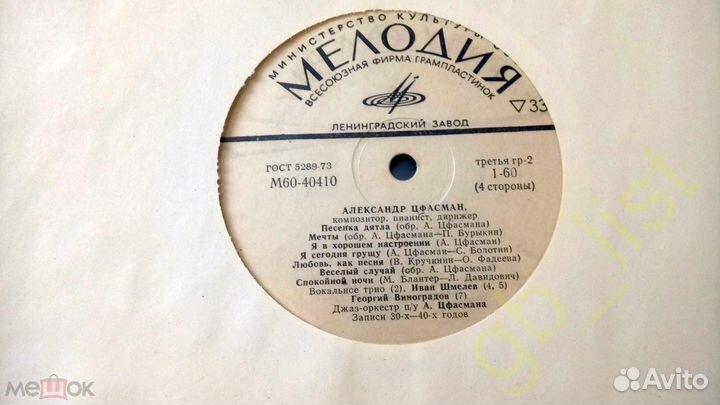 МИНИСТЕРСТВО КУЛЬТУРЫ
МЕЛОДИЯ
ВСЕСОЮЗНАЯ ФИРМА ГРАМПЛАСТИНОК
▽33
ЛЕНИНГРАДСКИЙ ЗАВОД
ГОСТ 5289-73
М60-40410
третья гр-2
1-60
(4 стороны)
АЛЕКСАНДР ЦФАСМАН,
композитор, пианист, дирижер
Песенка дятла (обр. А. Цфасмана)
Мечты (обр. А. Цфасмана—П. Бурыкин)
Я в хорошем настроении (А. Цфасман)
Я сегодня грущу (А. Цфасман—С. Болотин)
Любовь, как песня (В. Кручинин—О. Фадеева)
Веселый случай (обр. А. Цфасмана)
Спокойной ночи (М. Блантер—Л. Давидович)
Вокальное трио (2), Иван Шмелев (4, 5)
Георгий Виноградов (7)
Джаз-оркестр п/у А. Цфасмана
Записи 30-х—40-х годов
gb_list
мешок
Avito